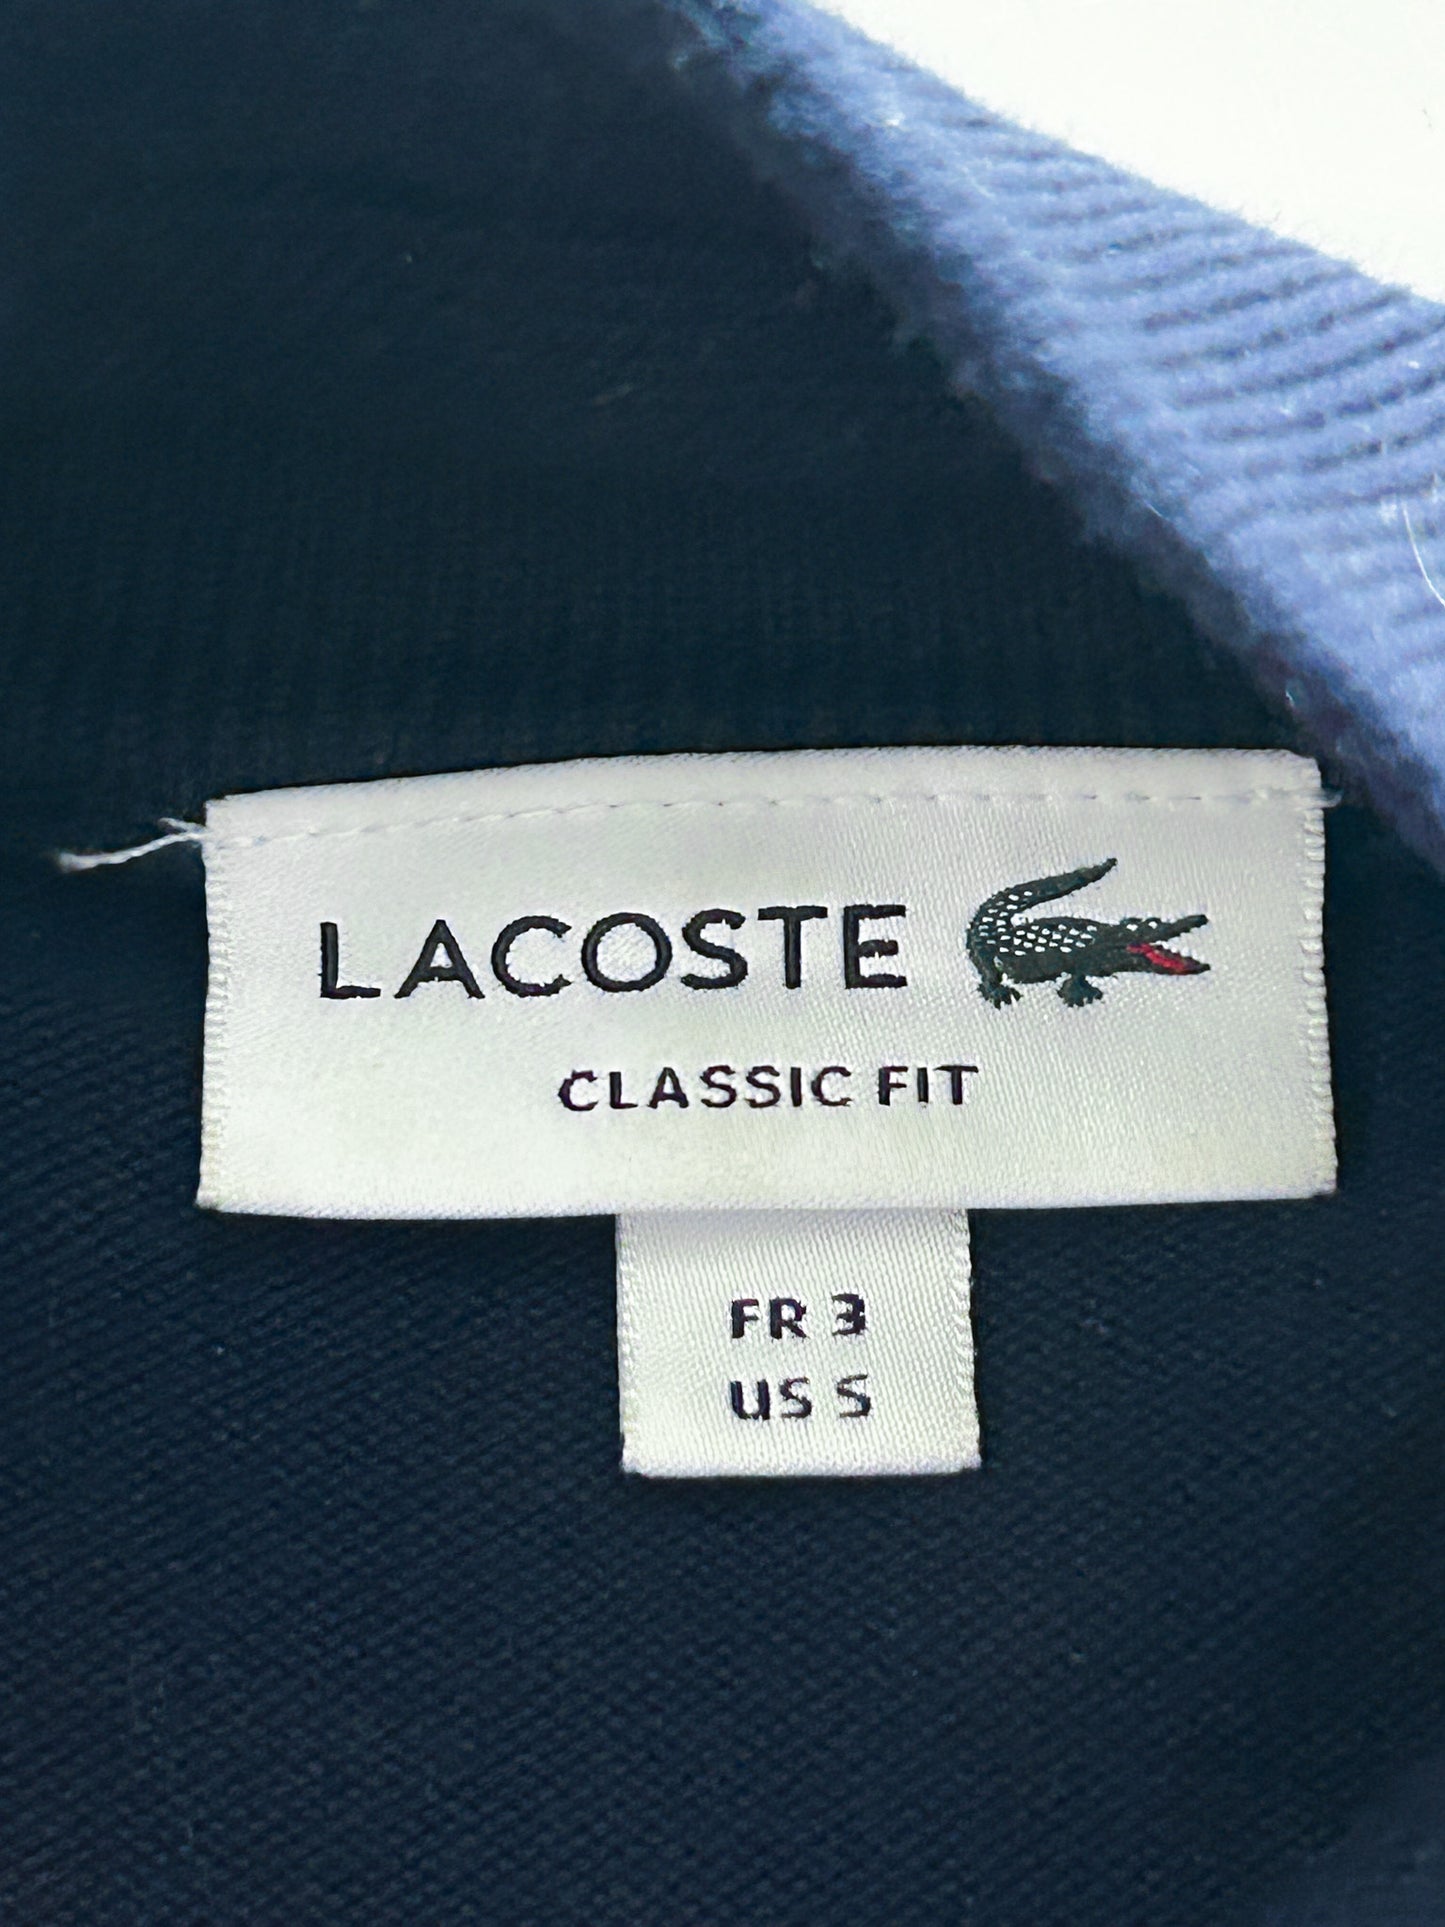 LACOSTE
CLASSIC FIT
FR 3
US S